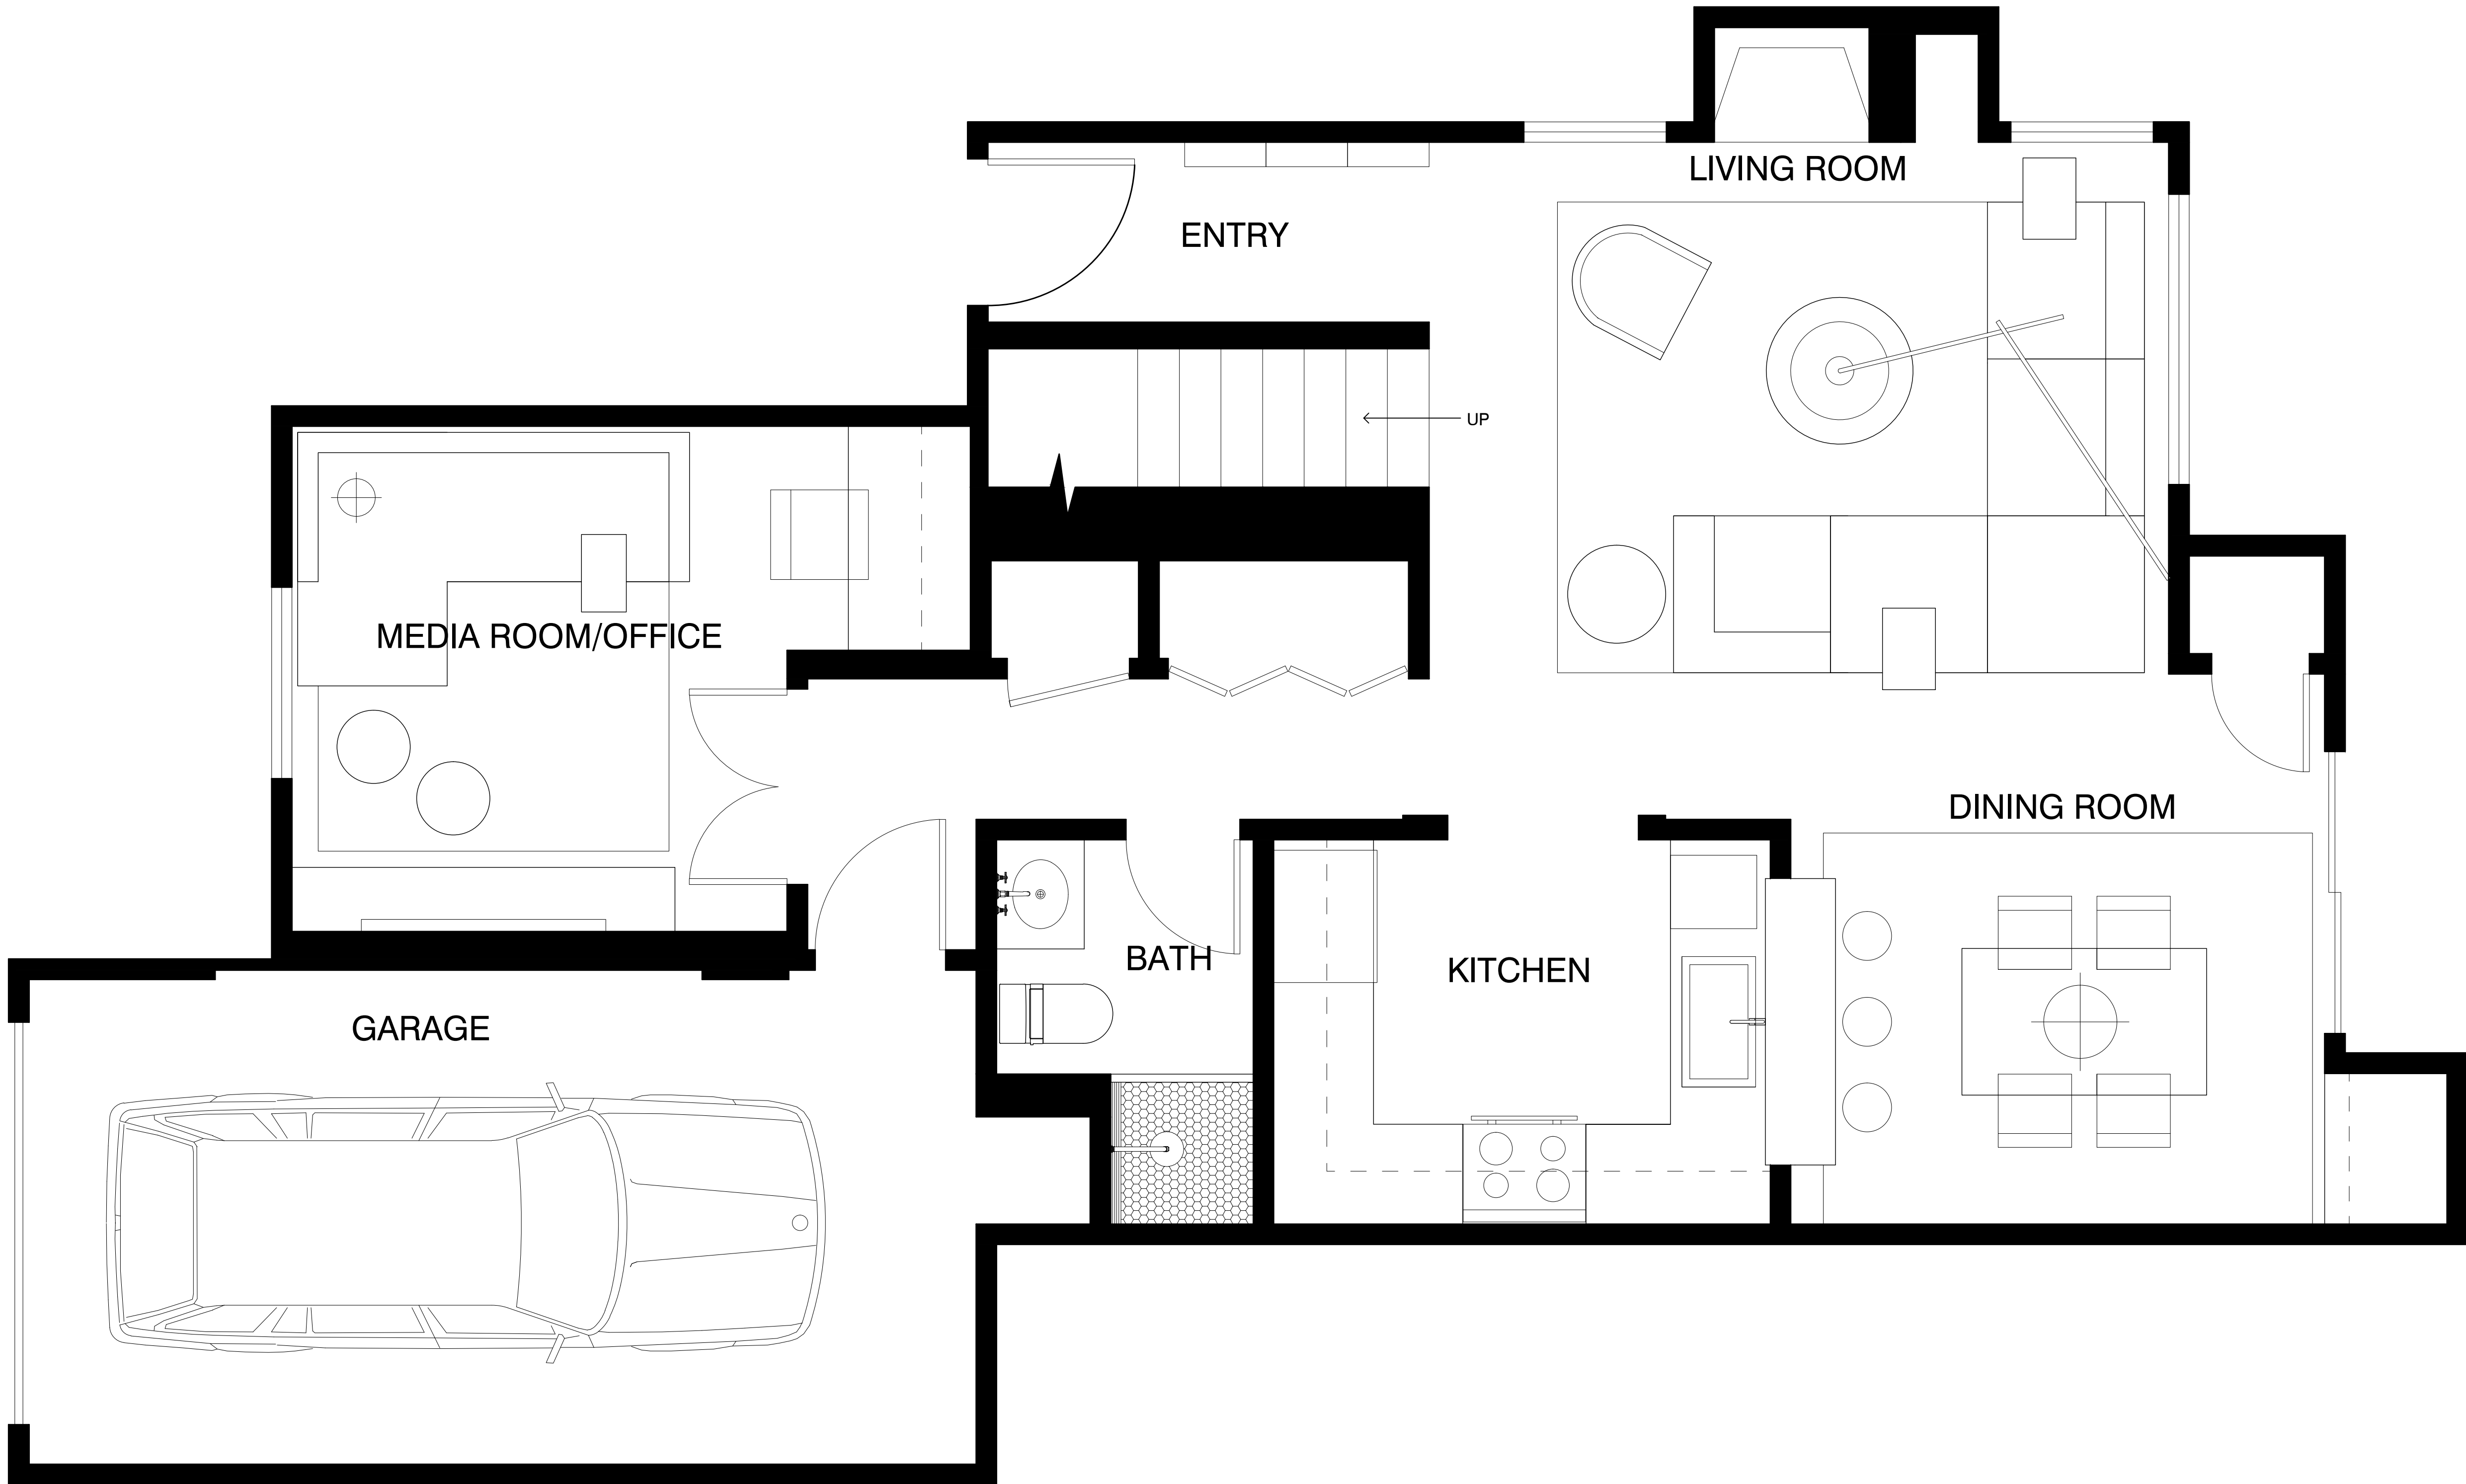 LIVING ROOM
ENTRY
UP
MEDIA ROOM/OFFICE
DINING ROOM
BATH
KITCHEN
GARAGE